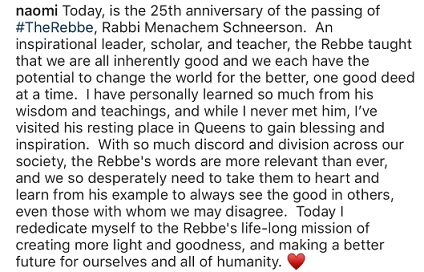 naomi Today, is the 25th anniversary of the passing of
#TheRebbe, Rabbi Menachem Schneerson.  An
inspirational leader, scholar, and teacher, the Rebbe taught
that we are all inherently good and we each have the
potential to change the world for the better, one good deed
at a time.  I have personally learned so much from his
wisdom and teachings, and while I never met him, I've
visited his resting place in Queens to gain blessing and
inspiration.  With so much discord and division across our
society, the Rebbe's words are more relevant than ever,
and we so desperately need to take them to heart and
learn from his example to always see the good in others,
even those with whom we may disagree.  Today I
rededicate myself to the Rebbe's life-long mission of
creating more light and goodness, and making a better
future for ourselves and all of humanity. ♥️